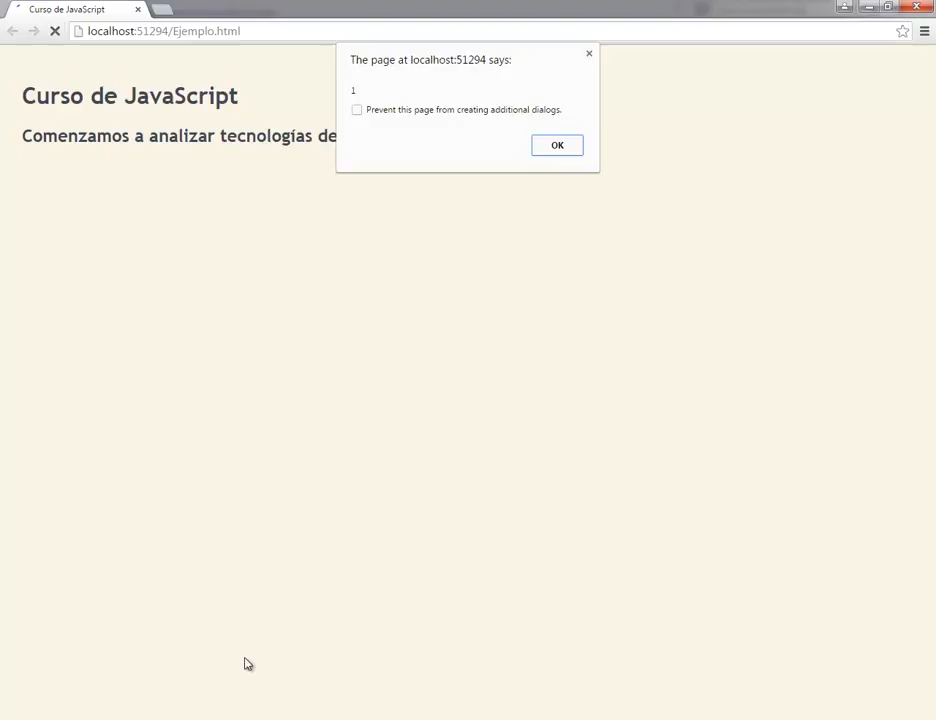 Curso de JavaScript
localhost:51294/Ejemplo.html
The page at localhost:51294 says:
1
Prevent this page from creating additional dialogs.
OK
Curso de JavaScript
Comenzamos a analizar tecnologías de